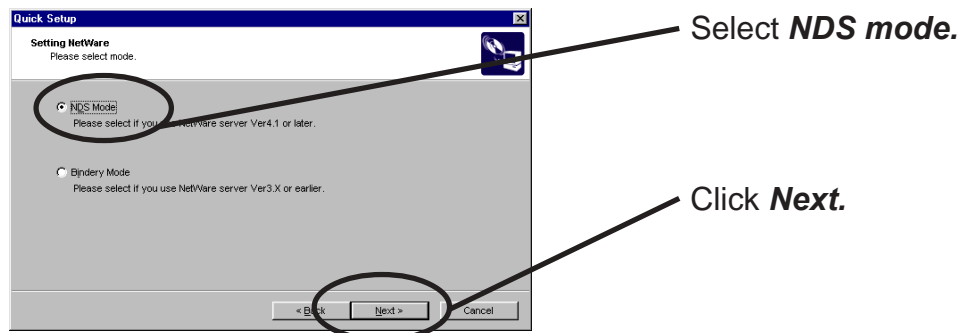 Quick Setup
Setting NetWare
Please select mode.
NDS Mode
Please select if you use NetWare server Ver4.1 or later.
Bindery Mode
Please select if you use NetWare server Ver3.X or earlier.
< Back
Next >
Cancel
Select NDS mode.
Click Next.